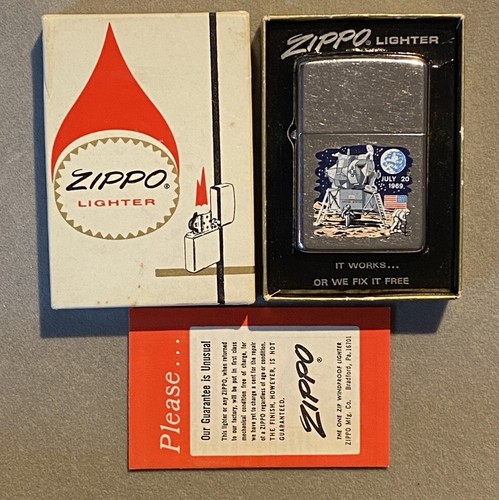 ZIPPO®
LIGHTER
ZIPPO® LIGHTER
JULY 20
1969
IT WORKS...
OR WE FIX IT FREE
Please...
Our Guarantee is Unusual
This lighter or any ZIPPO, when returned
to our factory, will be put in first class
mechanical condition free of charge, for
we have yet to charge a cent for the repair
of a ZIPPO regardless of age or condition.
THE FINISH, HOWEVER, IS NOT
GUARANTEED.
ZIPPO®
THE ONE ZIP WINDPROOF LIGHTER
ZIPPO Mfg. Co. Bradford, Pa. 16701